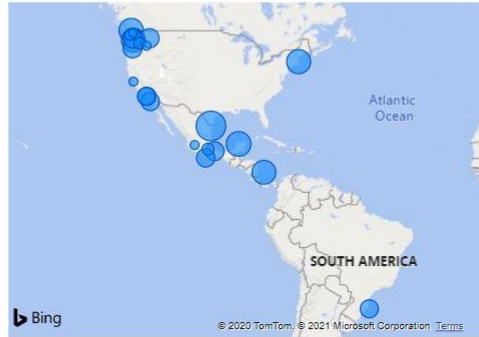 Atlantic
Ocean
SOUTH AMERICA
Bing
© 2020 TomTom, © 2021 Microsoft Corporation Terms